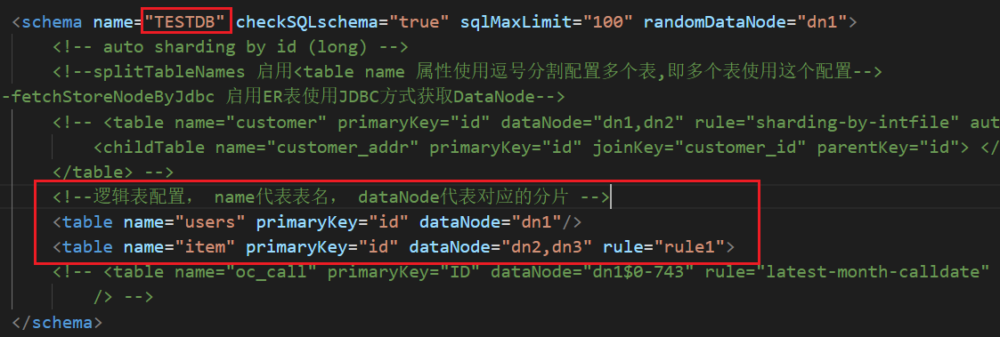 <schema name="TESTDB" checkSQLschema="true" sqlMaxLimit="100" randomDataNode="dn1">
<!-- auto sharding by id (long) -->
<!--splitTableNames 启用<table name 属性使用逗号分割配置多个表,即多个表使用这个配置-->
-fetchStoreNodeByJdbc 启用ER表使用JDBC方式获取DataNode-->
<!-- <table name="customer" primaryKey="id" dataNode="dn1,dn2" rule="sharding-by-intfile" aut
<childTable name="customer_addr" primaryKey="id" joinKey="customer_id" parentKey="id"> </
</table> -->
<!--逻辑表配置， name代表表名， dataNode代表对应的分片 -->
<table name="users" primaryKey="id" dataNode="dn1"/>
<table name="item" primaryKey="id" dataNode="dn2,dn3" rule="rule1">
<!-- <table name="oc_call" primaryKey="ID" dataNode="dn1$0-743" rule="latest-month-calldate"
/> -->
</schema>